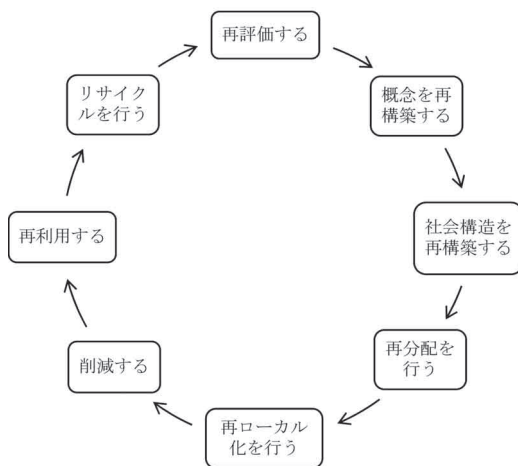 再評価する
概念を再
構築する
社会構造を
再構築する
再分配を
行う
再ローカル
化を行う
削減する
再利用する
リサイク
ルを行う